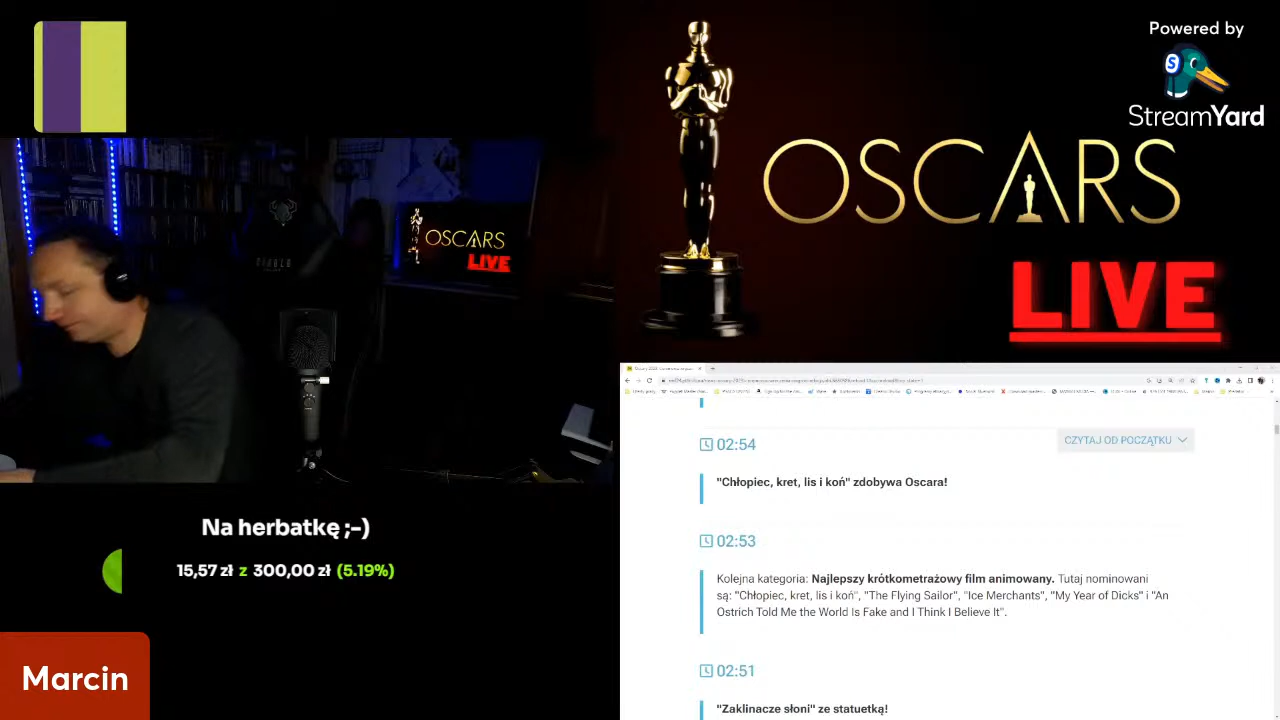 Powered by
StreamYard
OSCARS
LIVE
OSCARS
LIVE
DIABLO
Na herbatkę ;-)
15,57 zł z 300,00 zł (5.19%)
Marcin
02:54
CZYTAJ OD POCZĄTKU
"Chłopiec, kret, lis i koń" zdobywa Oscara!
02:53
Kolejna kategoria: Najlepszy krótkometrażowy film animowany. Tutaj nominowani
są: "Chłopiec, kret, lis i koń", "The Flying Sailor", "Ice Merchants", "My Year of Dicks" i "An
Ostrich Told Me the World Is Fake and I Think I Believe It".
02:51
"Zaklinacze słoni" ze statuetką!